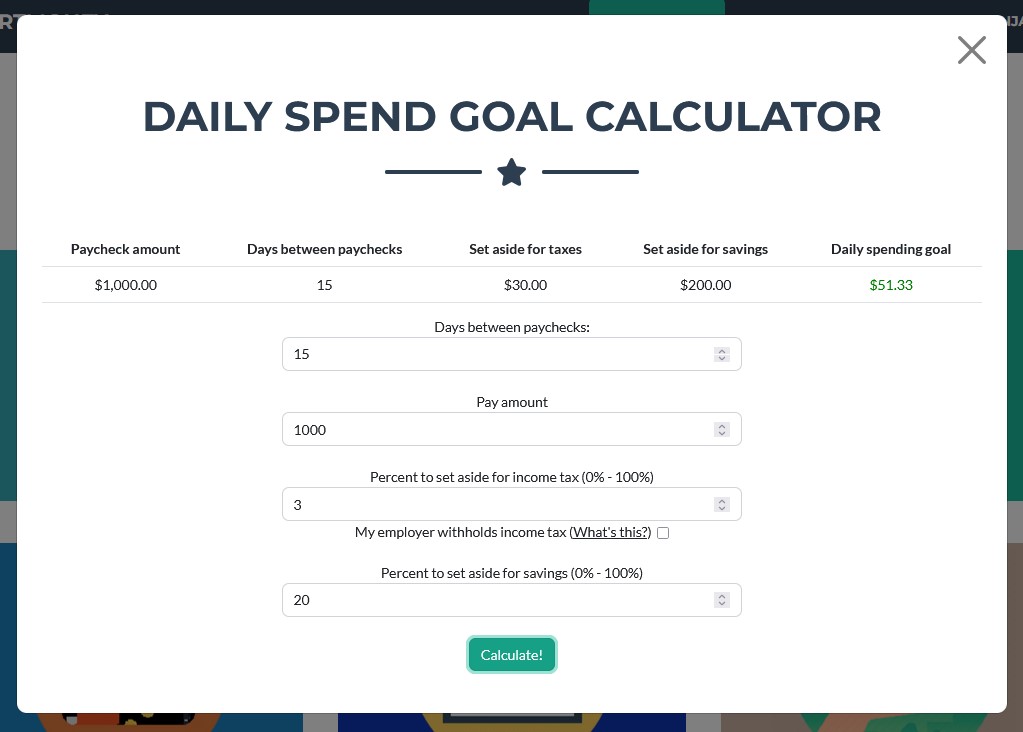 DAILY SPEND GOAL CALCULATOR
Paycheck amount Days between paychecks Set aside for taxes Set aside for savings Daily spending goal
$1,000.00 15 $30.00 $200.00 $51.33
Days between paychecks:
15
Pay amount
1000
Percent to set aside for income tax (0% - 100%)
3
My employer withholds income tax (What's this?)
Percent to set aside for savings (0% - 100%)
20
Calculate!